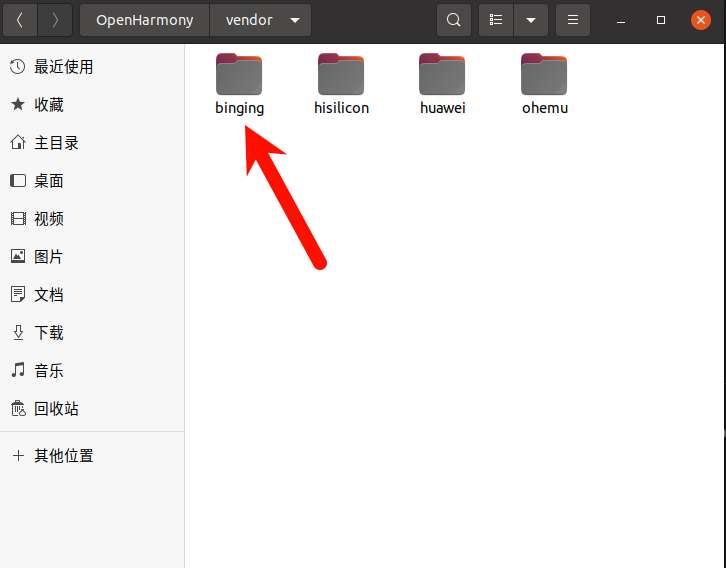 OpenHarmony vendor
最近使用
收藏
主目录
桌面
视频
图片
文档
下载
音乐
回收站
其他位置
binging hisilicon huawei ohemu